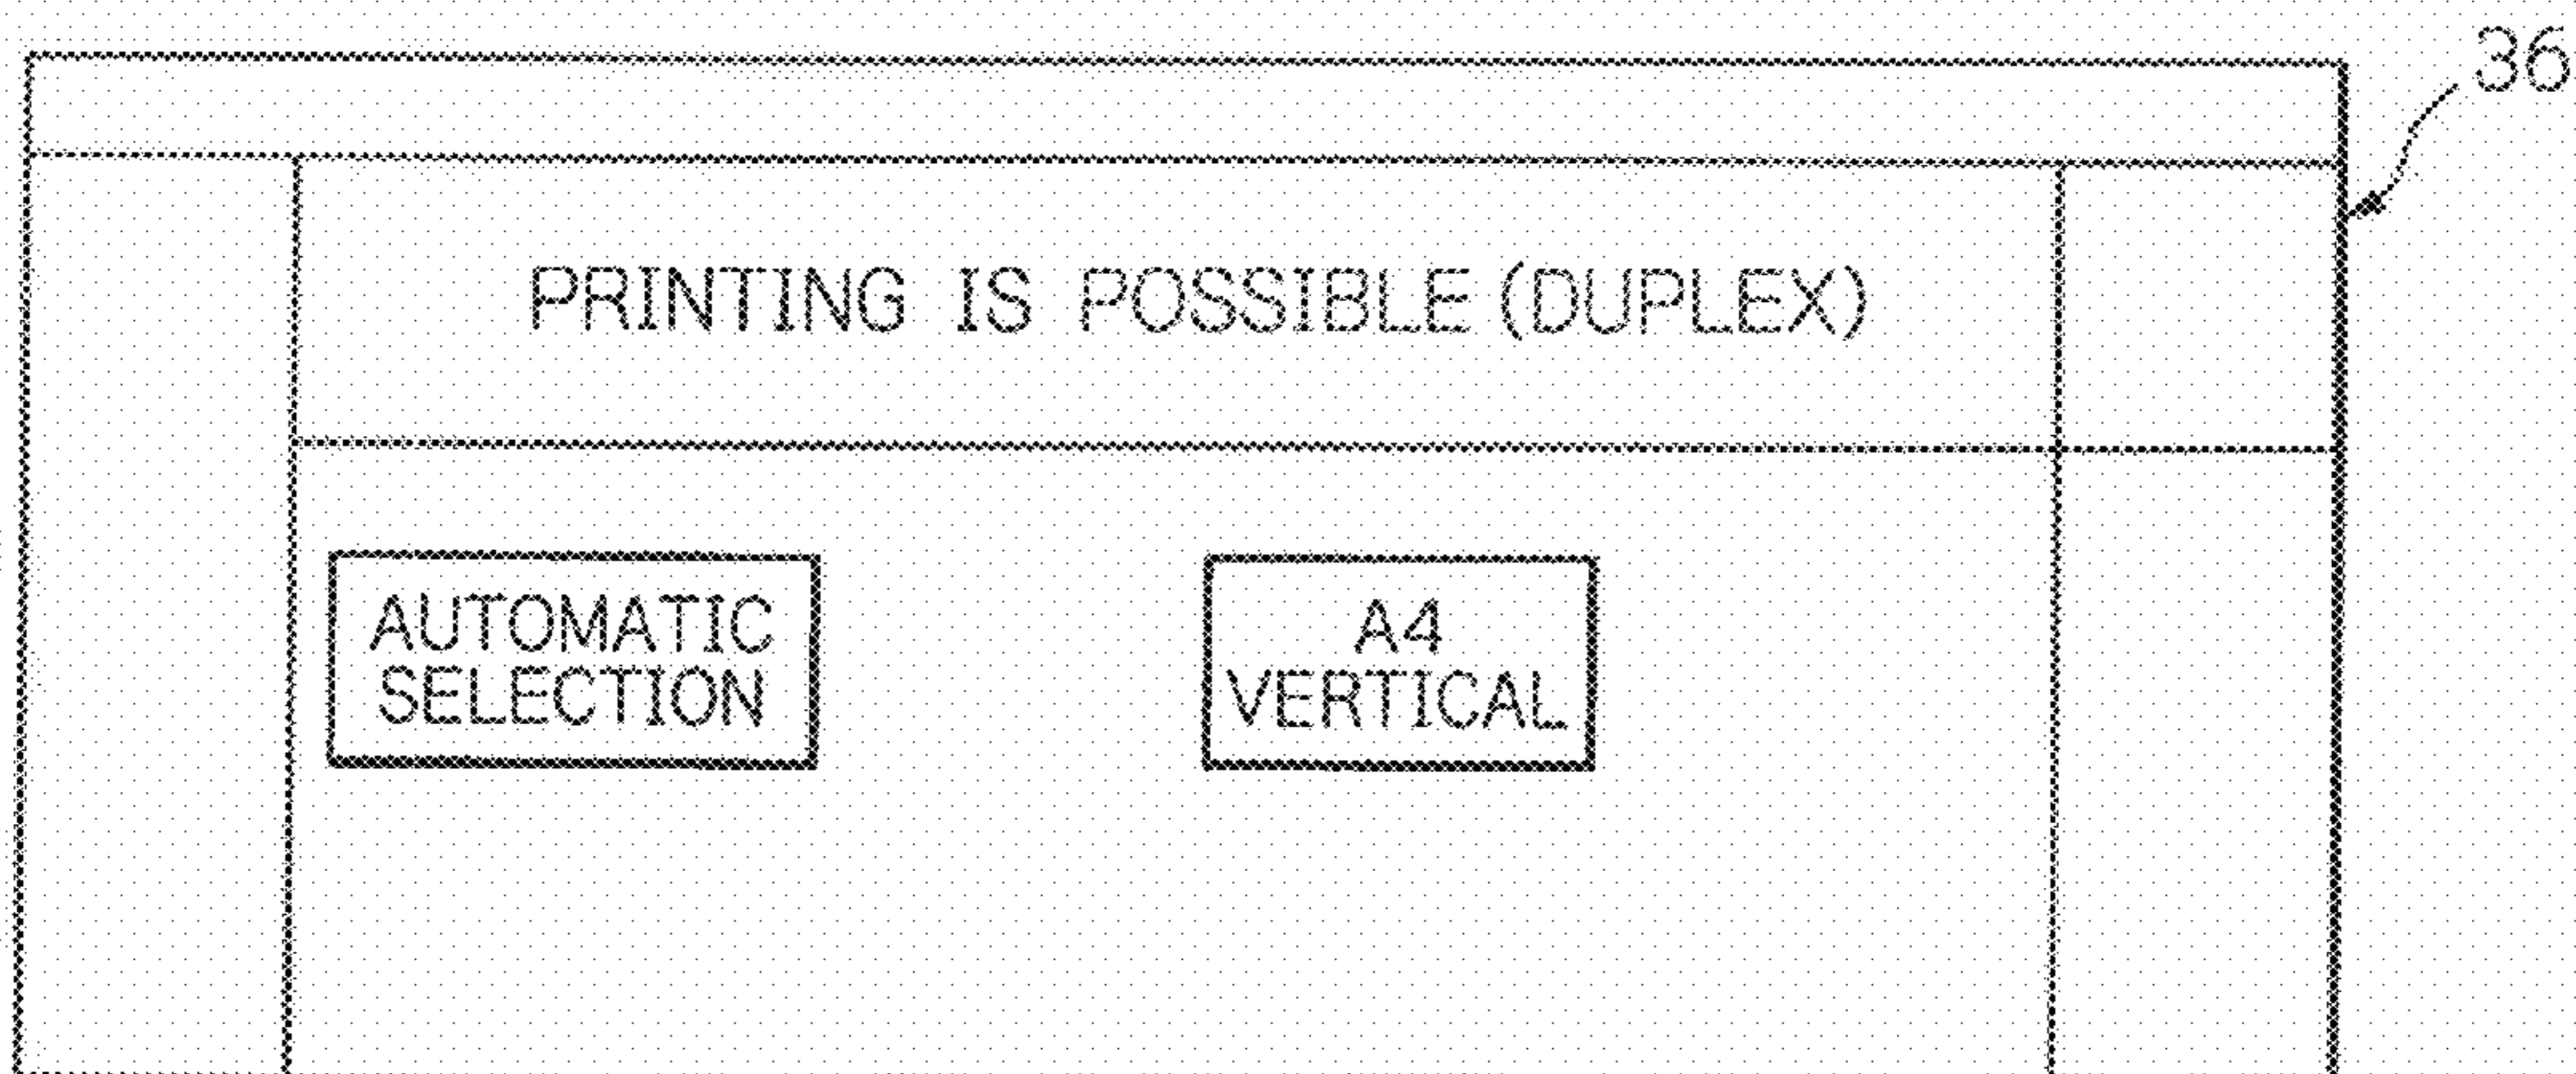 36
PRINTING IS POSSIBLE (DUPLEX)
AUTOMATIC
SELECTION
A4
VERTICAL